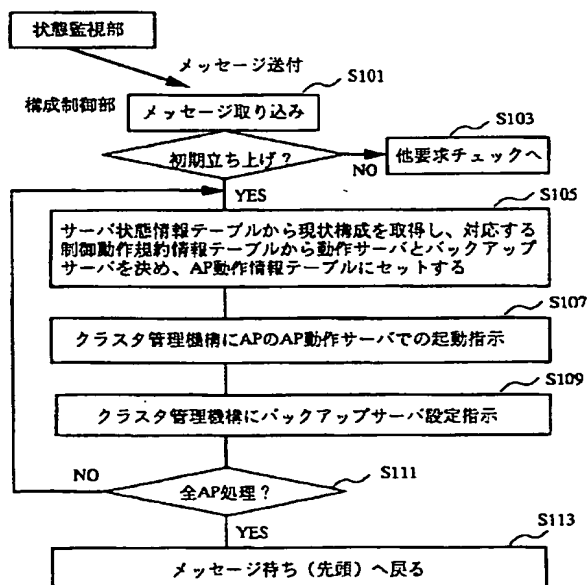 状態監視部
メッセージ送付
S101
構成制御部
メッセージ取り込み
S103
初期立ち上げ？
NO
他要求チェックへ
YES
S105
サーバ状態情報テーブルから現状構成を取得し、対応する
制御動作規約情報テーブルから動作サーバとバックアップ
サーバを決め、AP動作情報テーブルにセットする
S107
クラスタ管理機構にAPのAP動作サーバでの起動指示
S109
クラスタ管理機構にバックアップサーバ設定指示
NO
S111
全AP処理？
YES
S113
メッセージ待ち（先頭）へ戻る